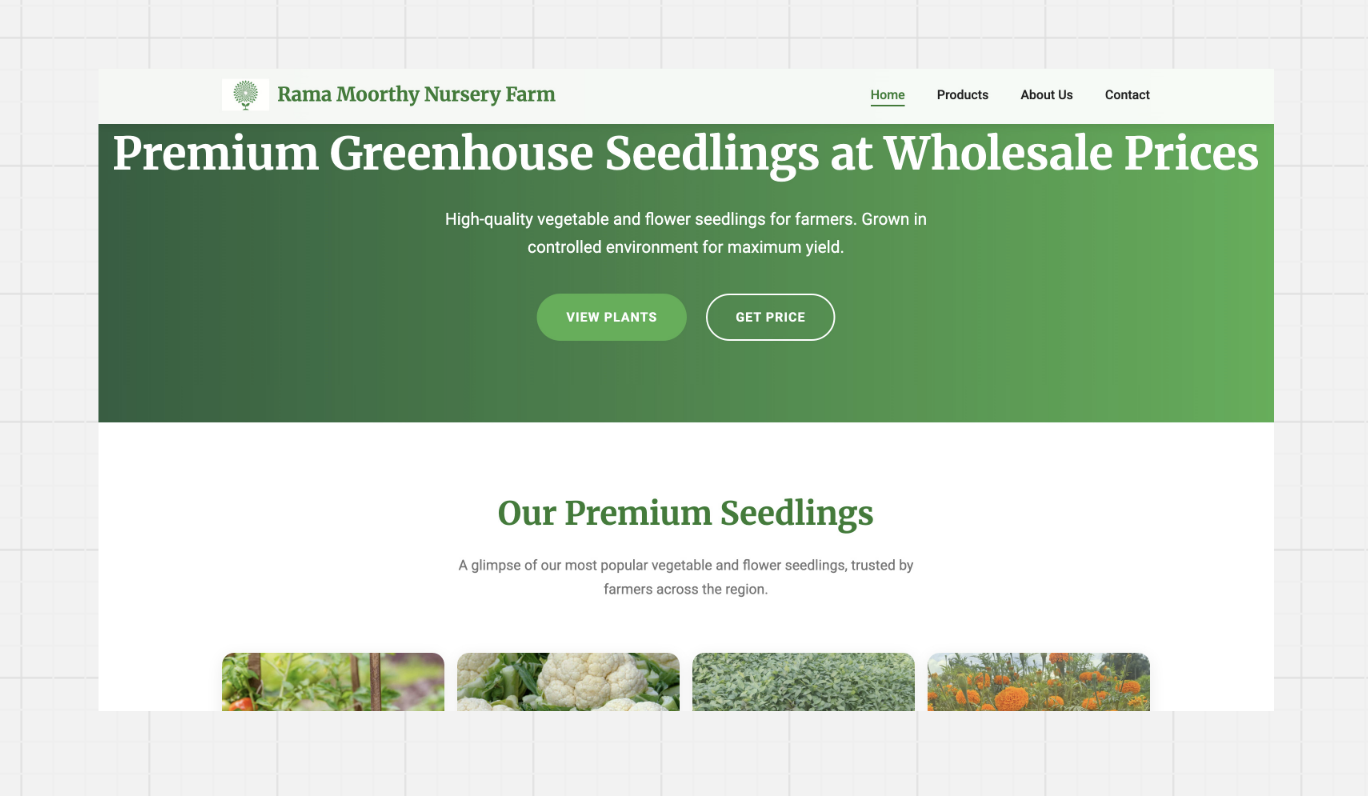 Rama Moorthy Nursery Farm
Home
Products
About Us
Contact
Premium Greenhouse Seedlings at Wholesale Prices
High-quality vegetable and flower seedlings for farmers. Grown in
controlled environment for maximum yield.
VIEW PLANTS
GET PRICE
Our Premium Seedlings
A glimpse of our most popular vegetable and flower seedlings, trusted by
farmers across the region.